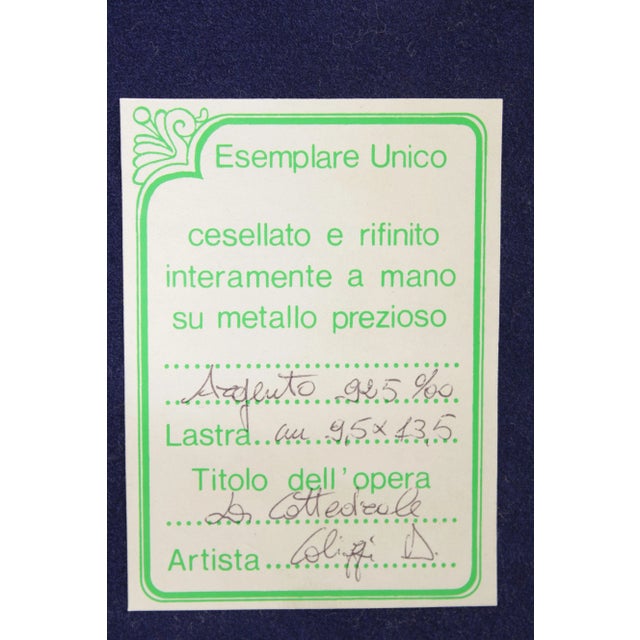 Esemplare Unico
cesellato e rifinito
interamente a mano
su metallo prezioso
Argento 925 ‰
Lastra cm 9,5 x 13,5
Titolo dell'opera
Cattedrale
Artista D.